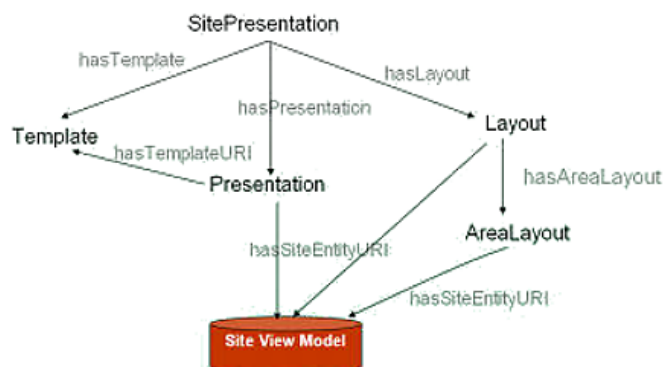 SitePresentation
hasTemplate
hasLayout
hasPresentation
Template
Layout
hasTemplateURI
Presentation
hasAreaLayout
AreaLayout
hasSiteEntityURI
hasSiteEntityURI
Site View Model